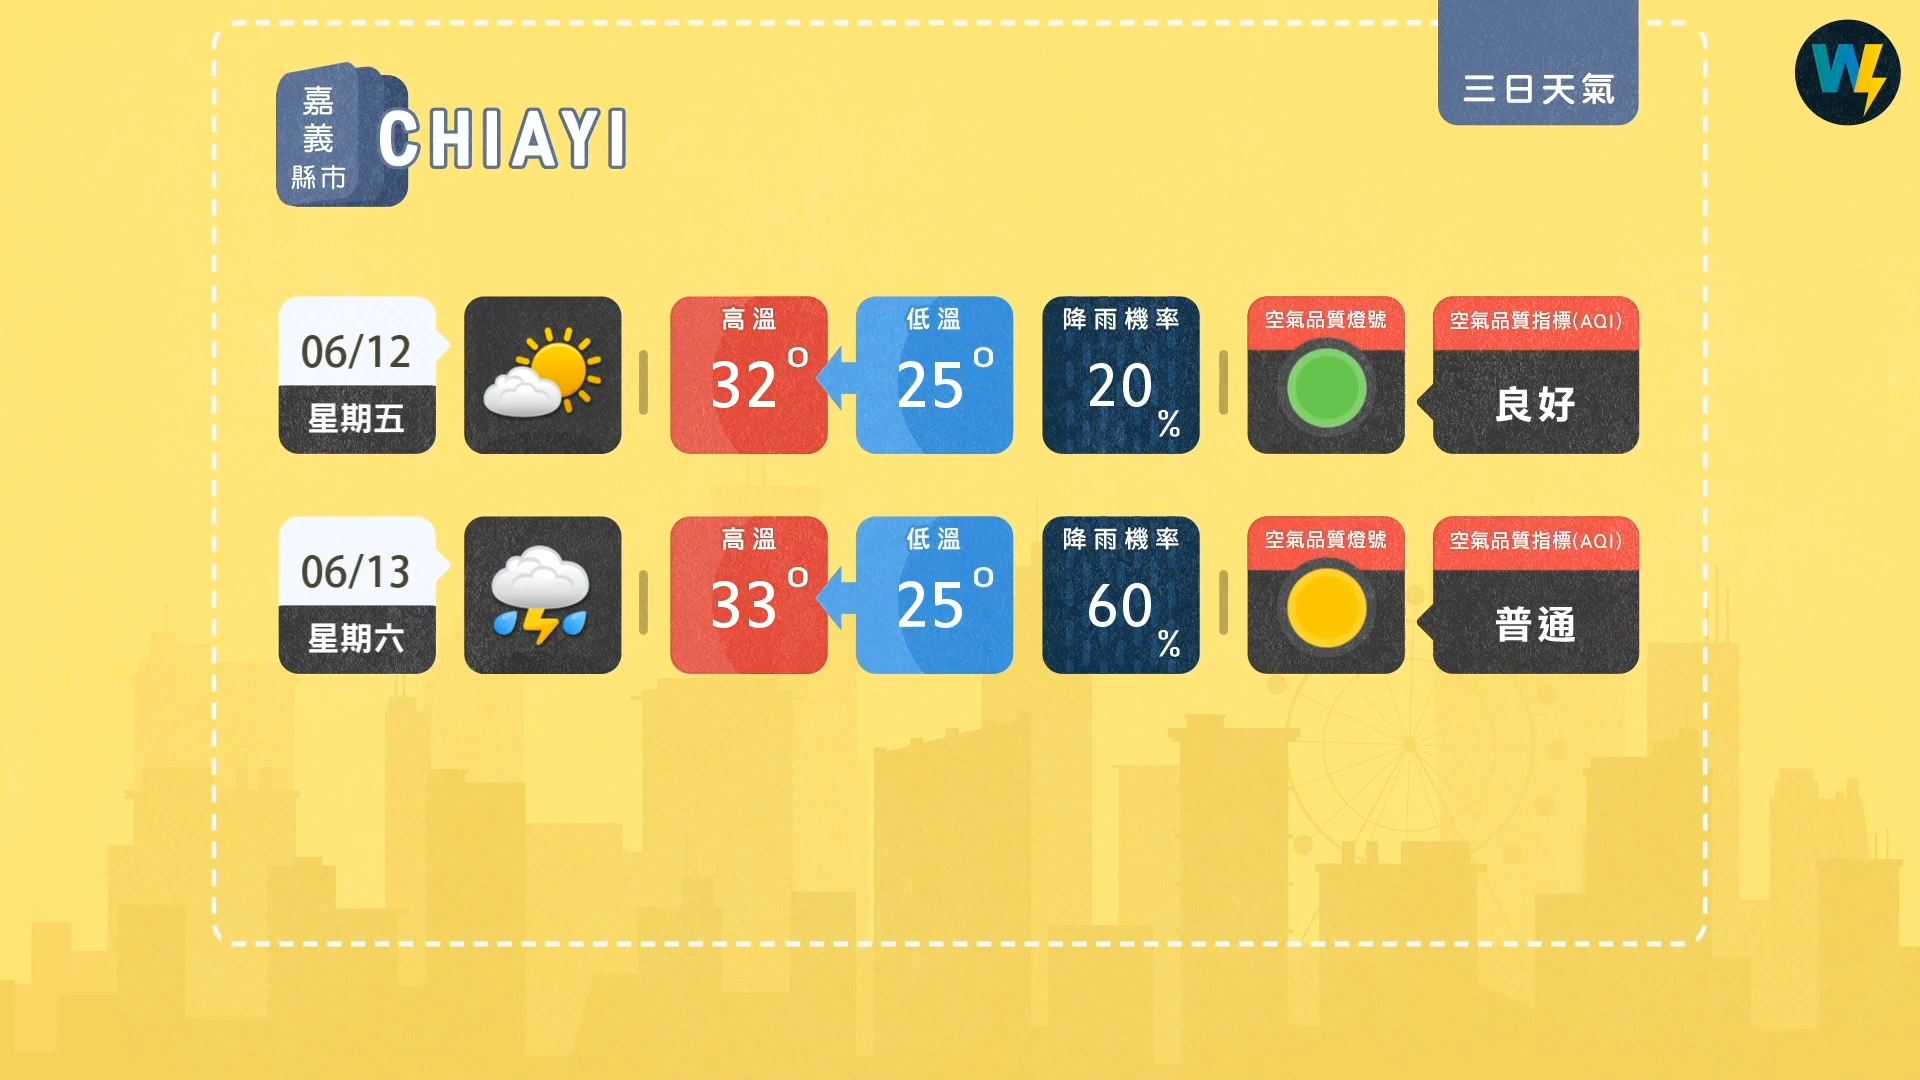 三日天氣
嘉
義
縣市
CHIAYI
06/12
星期五
高溫
32°
低溫
25°
降雨機率
20%
空氣品質燈號
空氣品質指標(AQI)
良好
06/13
星期六
高溫
33°
低溫
25°
降雨機率
60%
空氣品質燈號
空氣品質指標(AQI)
普通
W